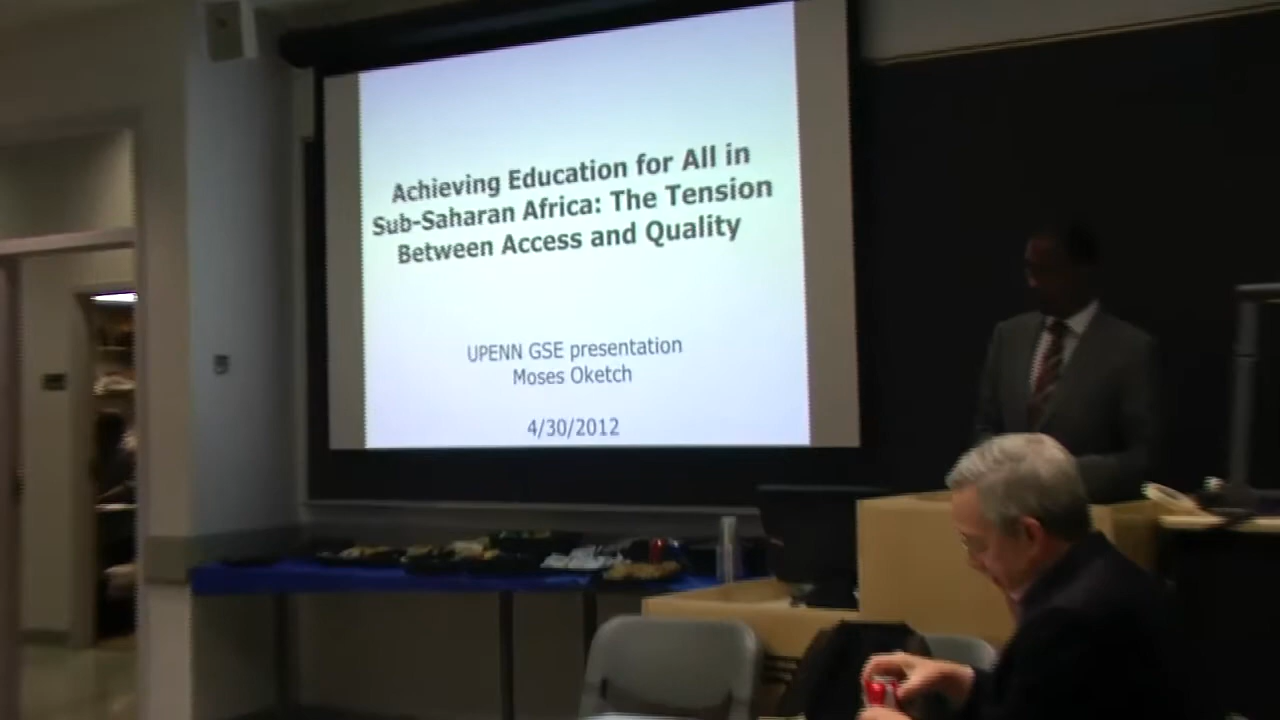 Achieving Education for All in
Sub-Saharan Africa: The Tension
Between Access and Quality
UPENN GSE presentation
Moses Oketch
4/30/2012